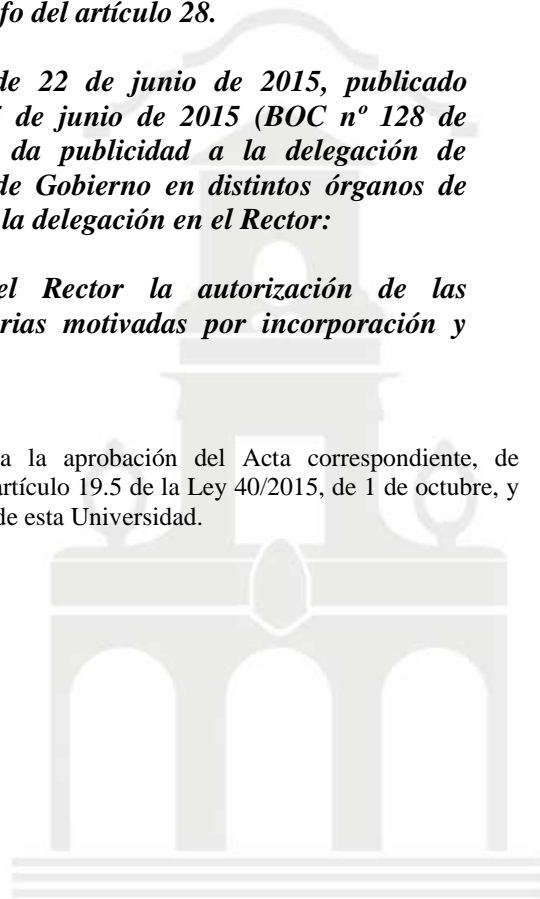 fo del artículo 28.
de 22 de junio de 2015, publicado
de junio de 2015 (BOC nº 128 de
da publicidad a la delegación de
de Gobierno en distintos órganos de
la delegación en el Rector:
el Rector la autorización de las
rias motivadas por incorporación y
a la aprobación del Acta correspondiente, de
artículo 19.5 de la Ley 40/2015, de 1 de octubre, y
de esta Universidad.